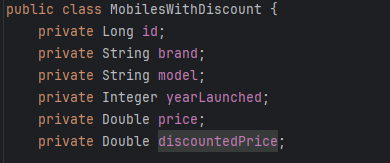 public class MobilesWithDiscount {
    private Long id;
    private String brand;
    private String model;
    private Integer yearLaunched;
    private Double price;
    private Double discountedPrice;